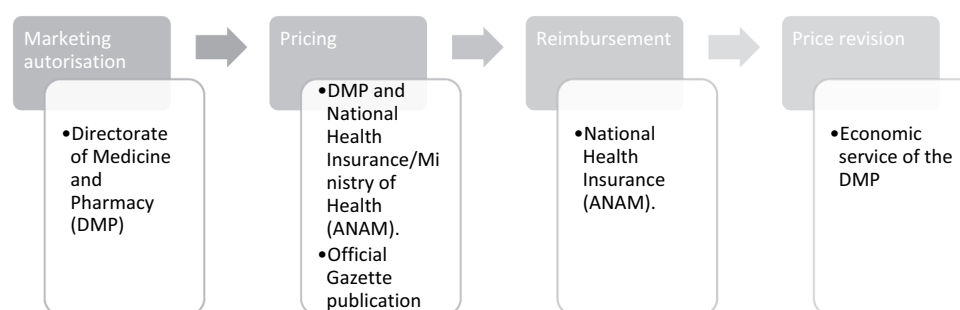 Marketing
autorisation
•Directorate
of Medicine
and
Pharmacy
(DMP)
Pricing
•DMP and
National
Health
Insurance/Mi
nistry of
Health
(ANAM).
•Official
Gazette
publication
Reimbursement
•National
Health
Insurance
(ANAM).
Price revision
•Economic
service of the
DMP